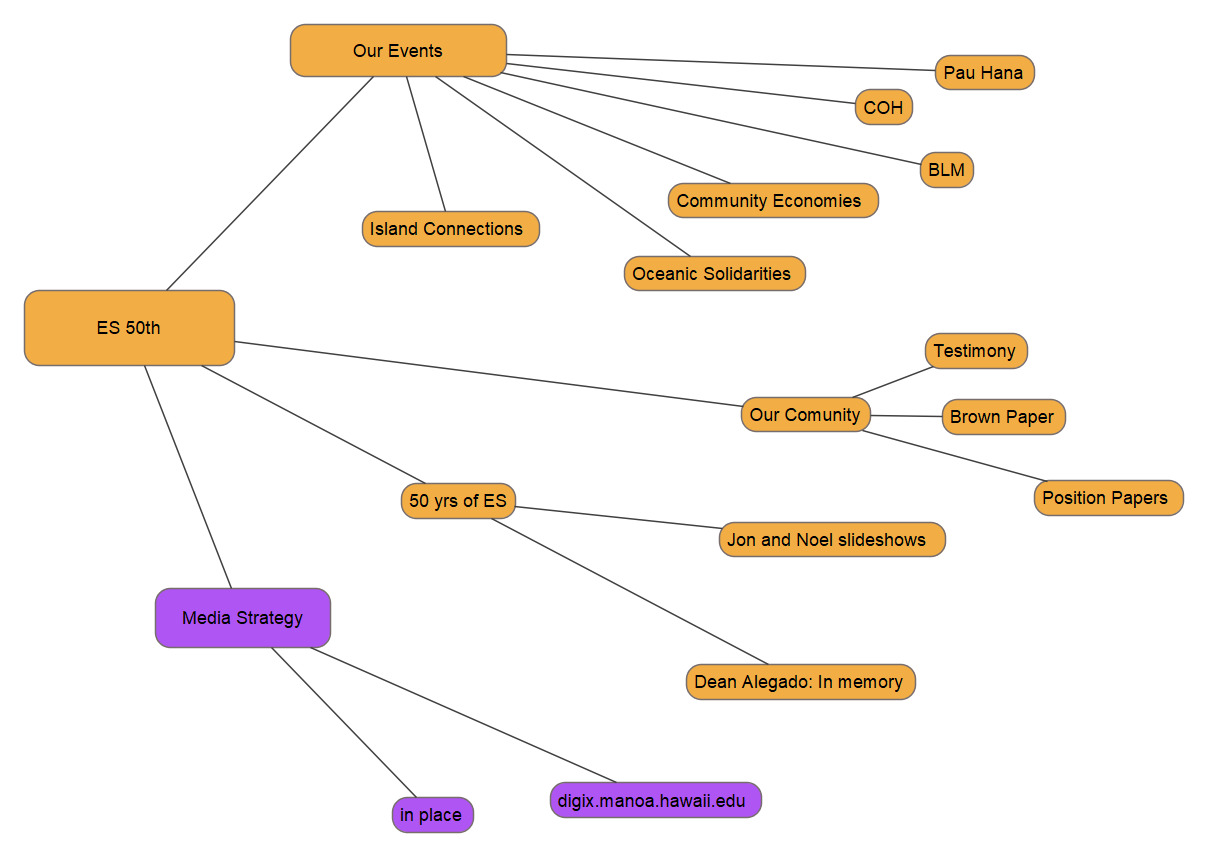 Our Events
Pau Hana
COH
BLM
Community Economies
Island Connections
Oceanic Solidarities
ES 50th
Testimony
Our Comunity
Brown Paper
Position Papers
50 yrs of ES
Jon and Noel slideshows
Media Strategy
Dean Alegado: In memory
digix.manoa.hawaii.edu
in place